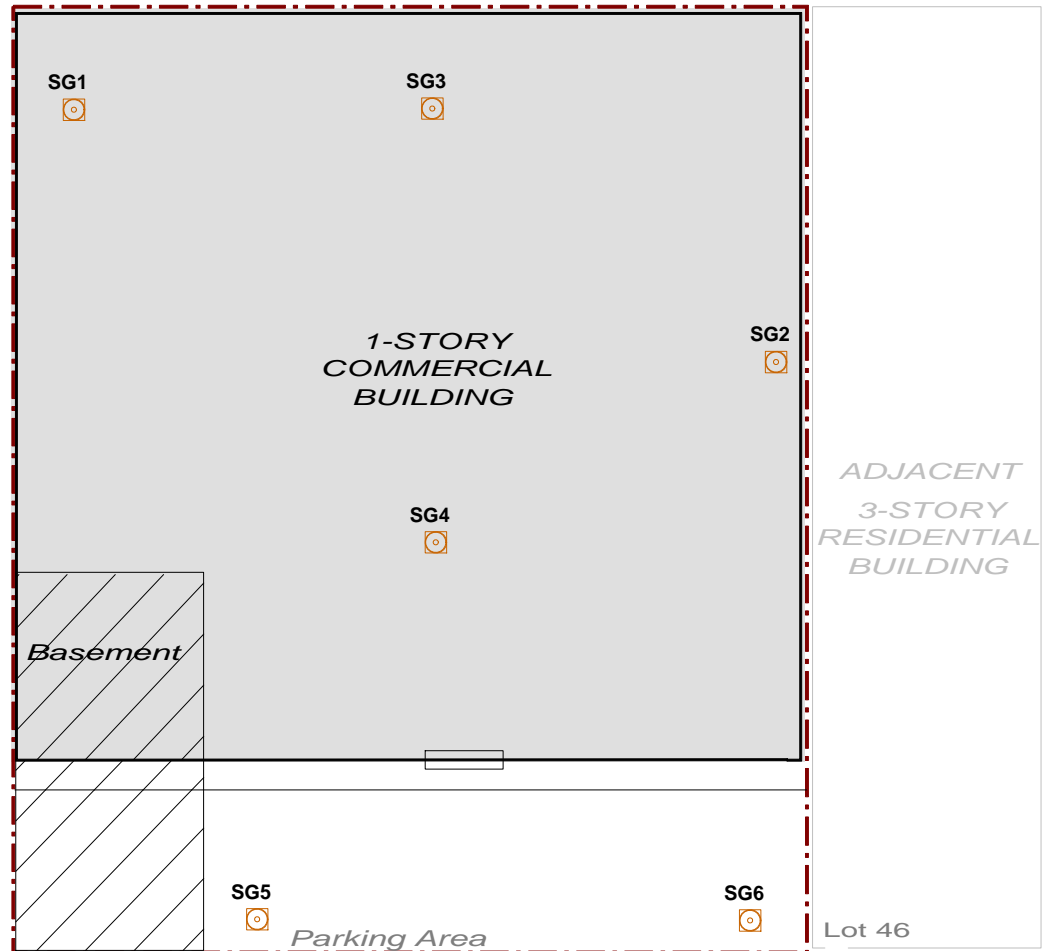 SG1
SG3
1-STORY
COMMERCIAL
BUILDING
SG2
ADJACENT
3-STORY
RESIDENTIAL
BUILDING
SG4
Basement
SG5
SG6
Parking Area
Lot 46